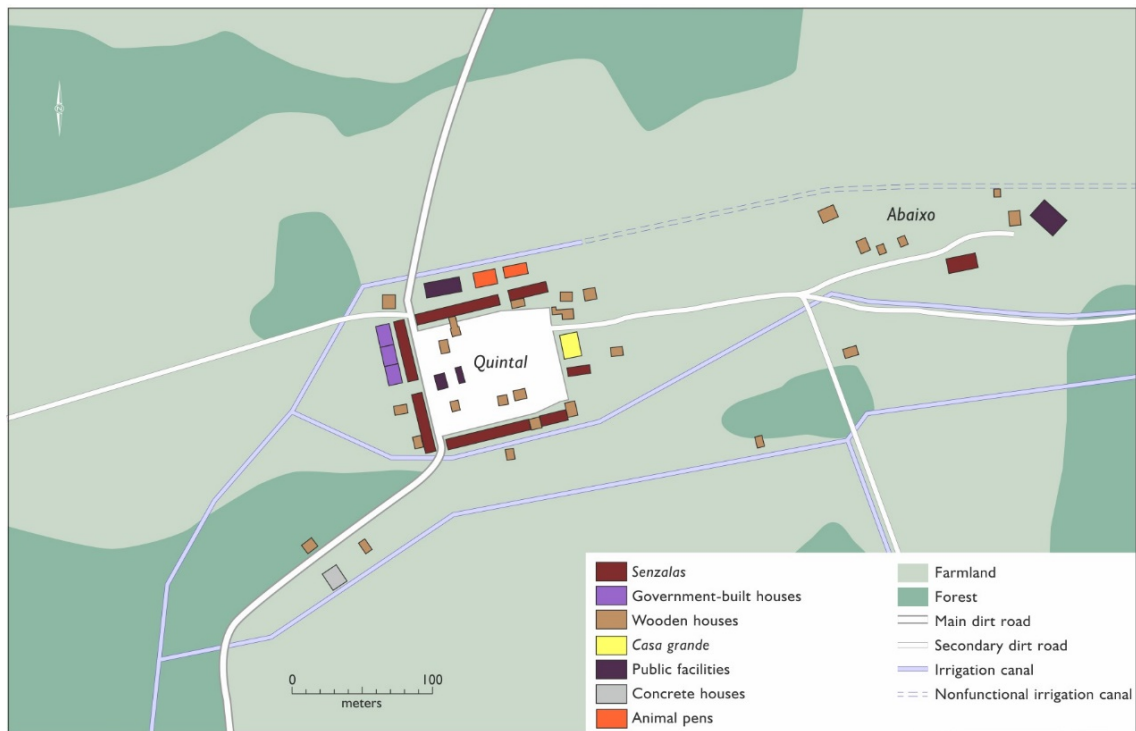 N
Abaixo
Quintal
0 100
meters
Senzalas
Government-built houses
Wooden houses
Casa grande
Public facilities
Concrete houses
Animal pens
Farmland
Forest
Main dirt road
Secondary dirt road
Irrigation canal
Nonfunctional irrigation canal